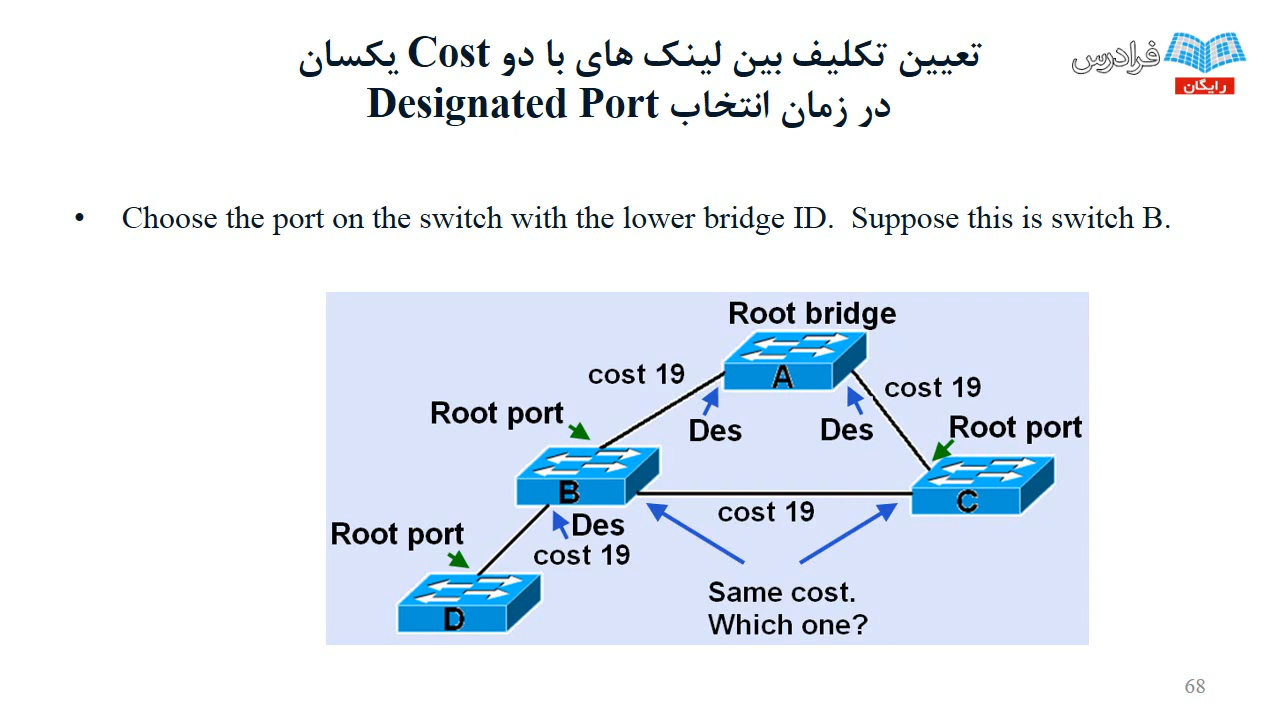 تعیین تکلیف بین لینک های با دو Cost یکسان
در زمان انتخاب Designated Port
فرادرس
رایگان
• Choose the port on the switch with the lower bridge ID. Suppose this is switch B.
Root bridge
A
cost 19
cost 19
Root port
Des
Des
Root port
B
C
cost 19
Root port
Des
cost 19
D
Same cost.
Which one?
68